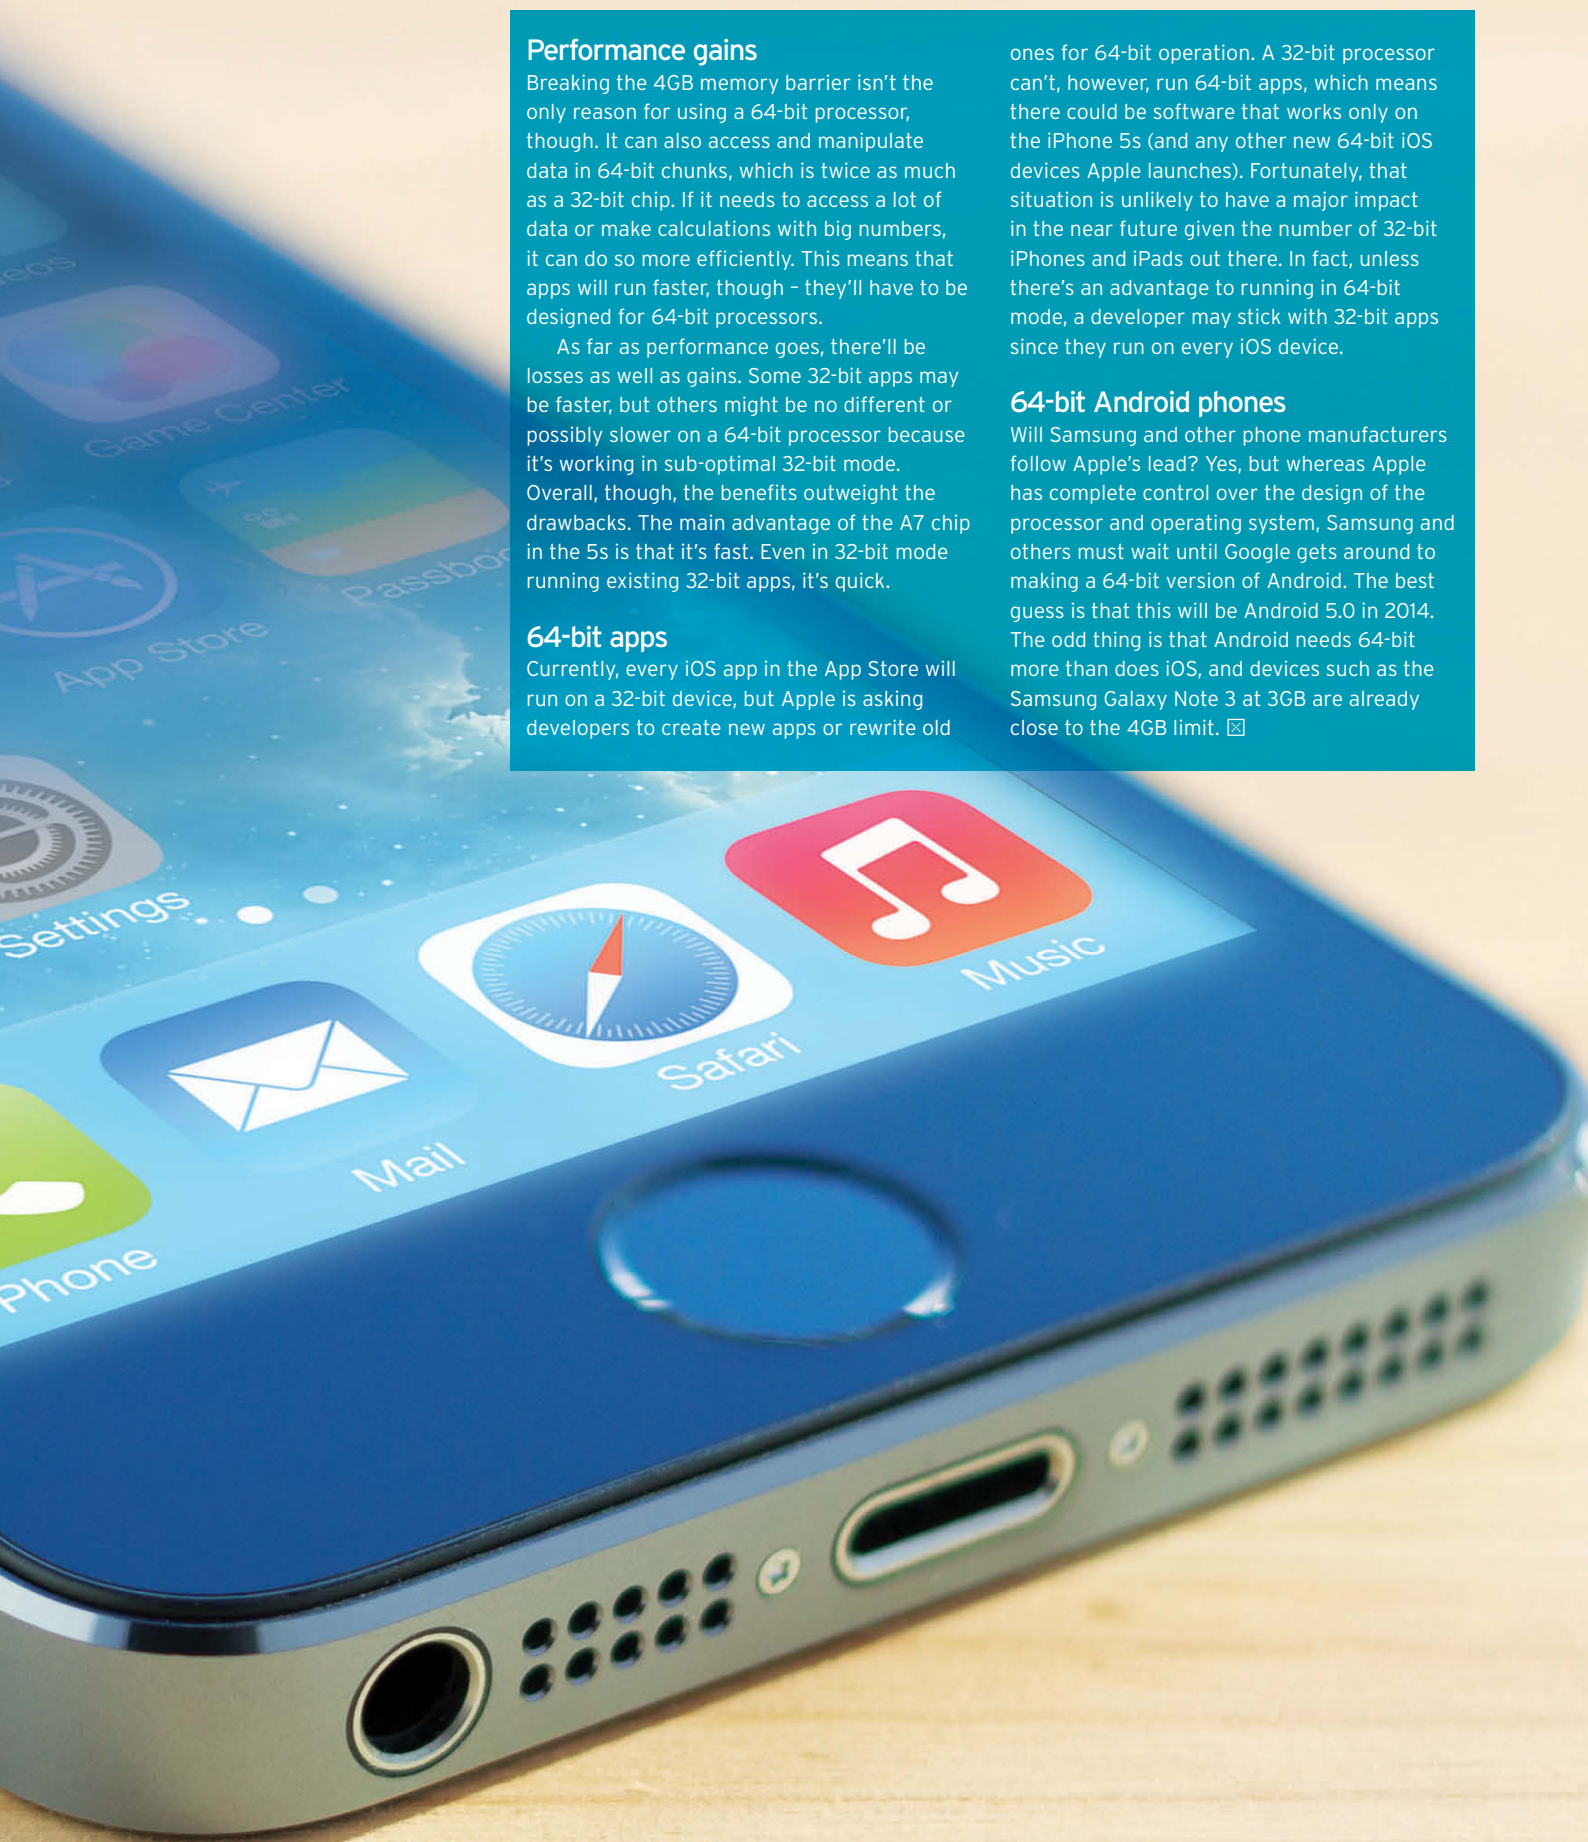 Performance gains
Breaking the 4GB memory barrier isn't the
only reason for using a 64-bit processor,
though. It can also access and manipulate
data in 64-bit chunks, which is twice as much
as a 32-bit chip. If it needs to access a lot of
data or make calculations with big numbers,
it can do so more efficiently. This means that
apps will run faster, though – they'll have to be
designed for 64-bit processors.
As far as performance goes, there'll be
losses as well as gains. Some 32-bit apps may
be faster, but others might be no different or
possibly slower on a 64-bit processor because
it's working in sub-optimal 32-bit mode.
Overall, though, the benefits outweight the
drawbacks. The main advantage of the A7 chip
in the 5s is that it's fast. Even in 32-bit mode
running existing 32-bit apps, it's quick.
64-bit apps
Currently, every iOS app in the App Store will
run on a 32-bit device, but Apple is asking
developers to create new apps or rewrite old
ones for 64-bit operation. A 32-bit processor
can't, however, run 64-bit apps, which means
there could be software that works only on
the iPhone 5s (and any other new 64-bit iOS
devices Apple launches). Fortunately, that
situation is unlikely to have a major impact
in the near future given the number of 32-bit
iPhones and iPads out there. In fact, unless
there's an advantage to running in 64-bit
mode, a developer may stick with 32-bit apps
since they run on every iOS device.
64-bit Android phones
Will Samsung and other phone manufacturers
follow Apple's lead? Yes, but whereas Apple
has complete control over the design of the
processor and operating system, Samsung and
others must wait until Google gets around to
making a 64-bit version of Android. The best
guess is that this will be Android 5.0 in 2014.
The odd thing is that Android needs 64-bit
more than does iOS, and devices such as the
Samsung Galaxy Note 3 at 3GB are already
close to the 4GB limit.
Game Center
App Store
Settings
Phone
Mail
Safari
Music